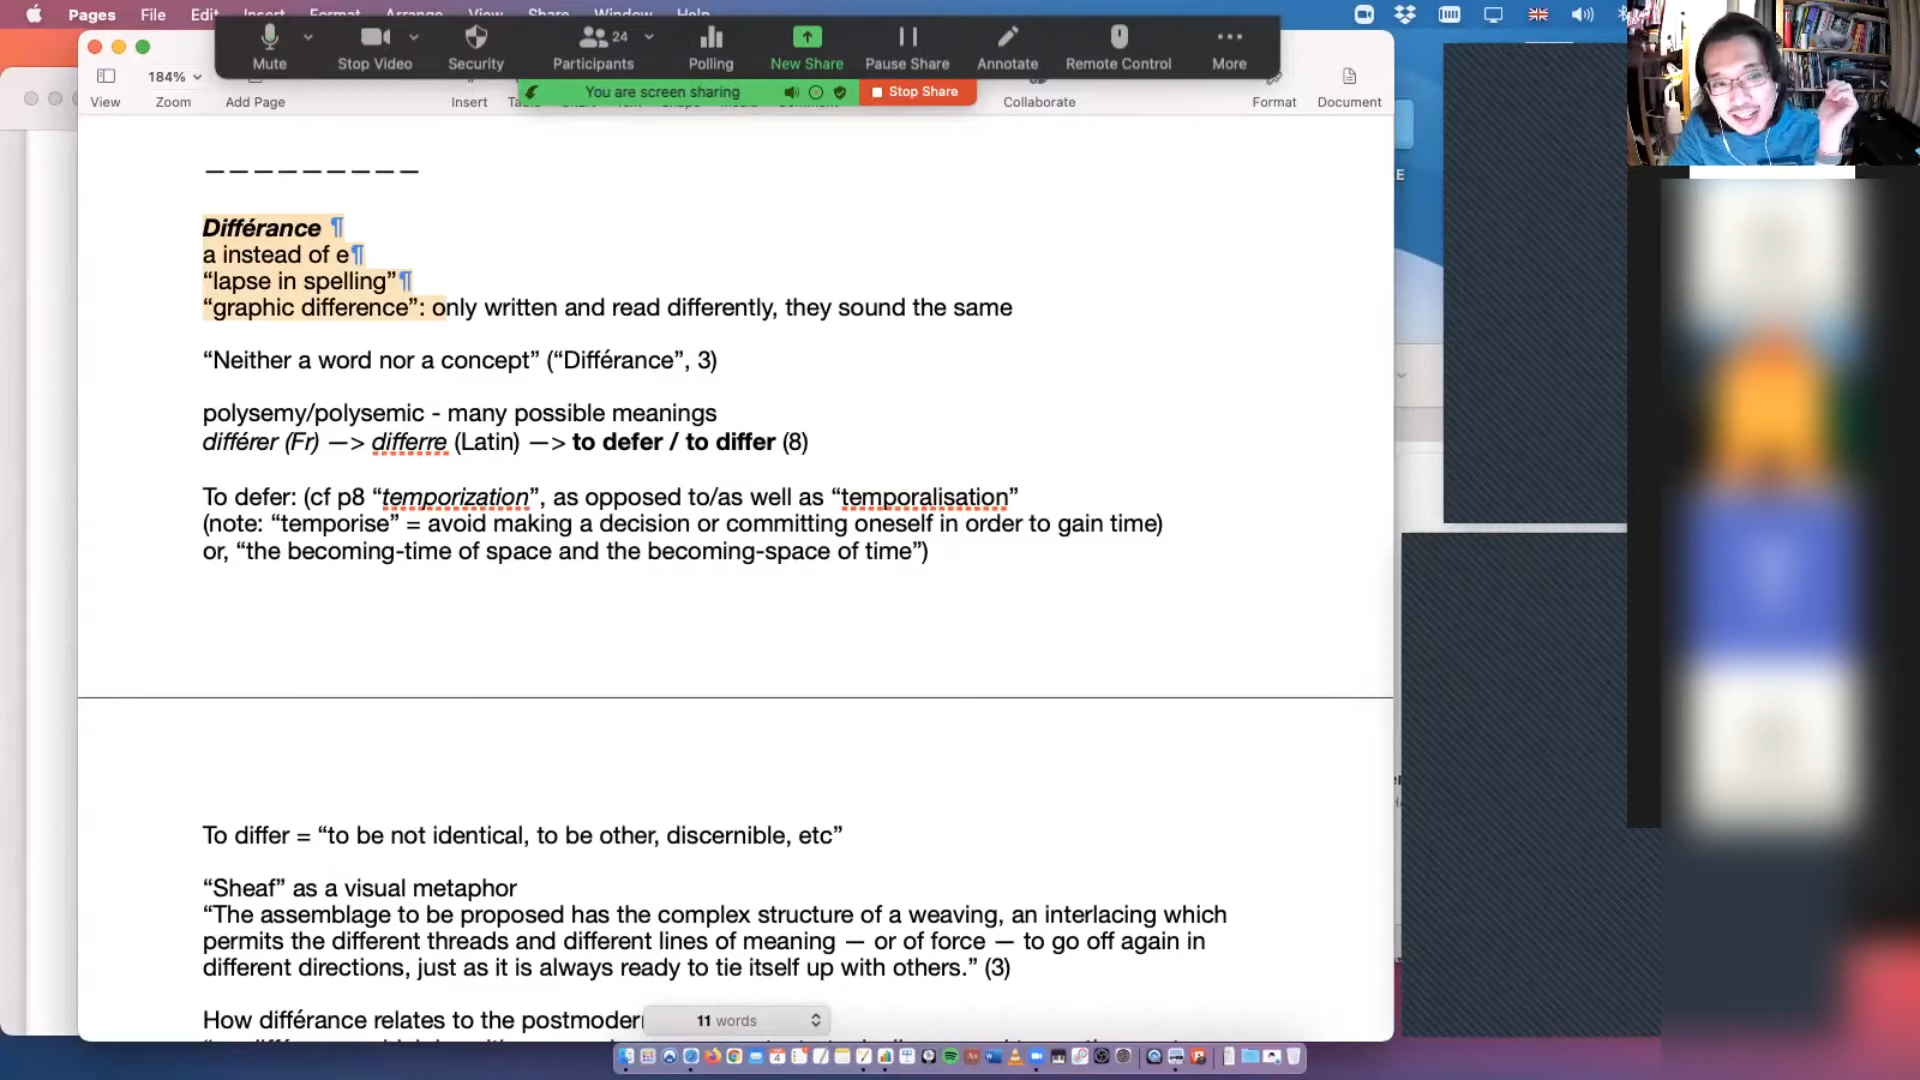 Pages File Edit Insert Format Arrange View Share Window Help
Mute Stop Video Security Participants 24 Polling New Share Pause Share Annotate Remote Control More
You are screen sharing Stop Share
184%
View Zoom Add Page Insert Collaborate Format Document
— — — — — — — — —
Différance ¶
a instead of e¶
“lapse in spelling”¶
“graphic difference”: only written and read differently, they sound the same
“Neither a word nor a concept” (“Différance”, 3)
polysemy/polysemic - many possible meanings
différer (Fr) —> differre (Latin) —> to defer / to differ (8)
To defer: (cf p8 “temporization”, as opposed to/as well as “temporalisation”
(note: “temporise” = avoid making a decision or committing oneself in order to gain time)
or, “the becoming-time of space and the becoming-space of time”)
To differ = “to be not identical, to be other, discernible, etc”
“Sheaf” as a visual metaphor
“The assemblage to be proposed has the complex structure of a weaving, an interlacing which
permits the different threads and different lines of meaning — or of force — to go off again in
different directions, just as it is always ready to tie itself up with others.” (3)
How différance relates to the postmodern
11 words